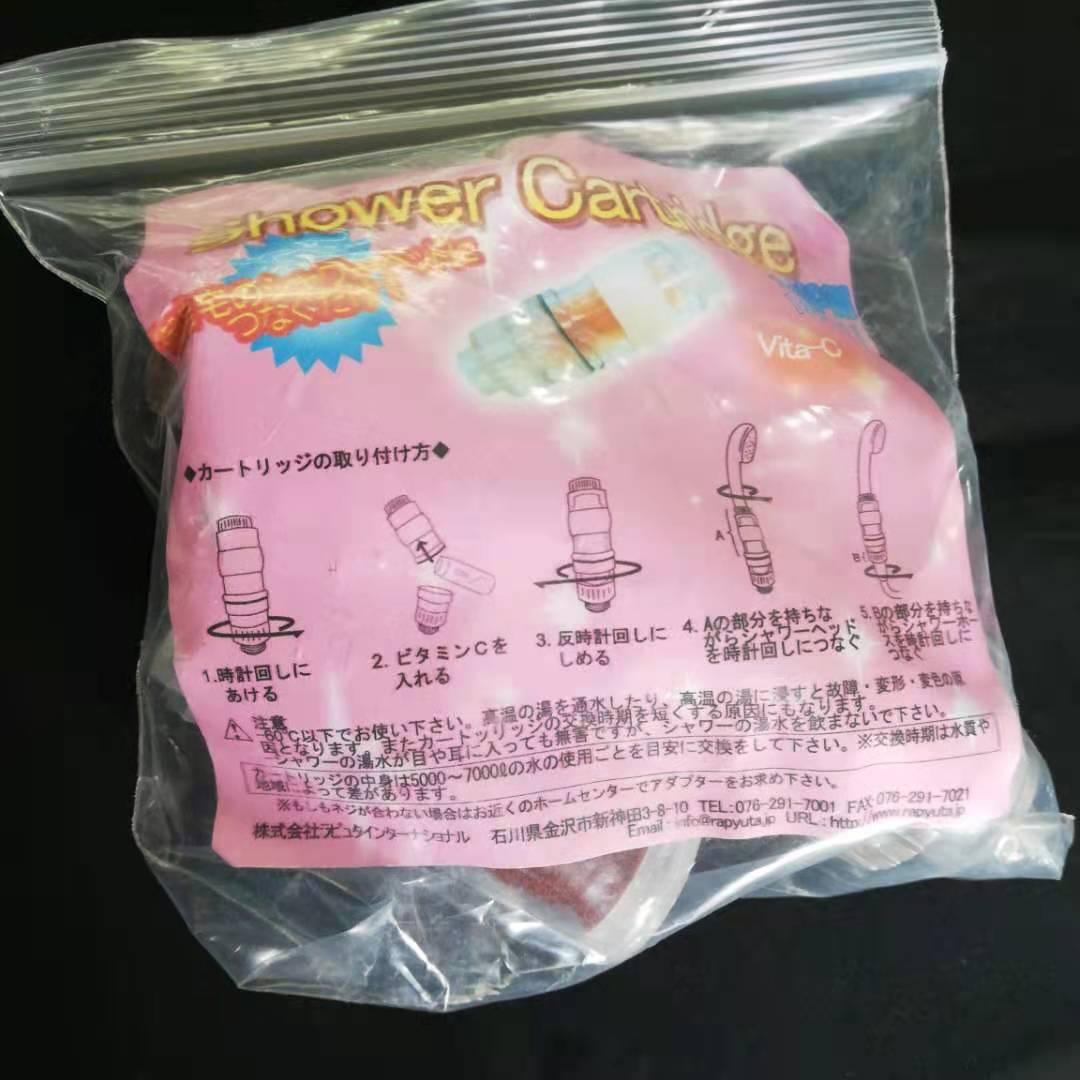 Shower Cartridge
つなぐだけ
Vita-C
◆カートリッジの取り付け方◆
A
B
1.時計回しに
あける
2. ビタミンCを
入れる
3. 反時計回しに
しめる
4. Aの部分を持ちな
がらシャワーヘッド
を時計回しにつなぐ
5.Bの部分を持ちな
がらシャワーホー
スを時計回しに
つなぐ
注意
60℃以下でお使い下さい。高温の湯を通水したり、高温の湯に浸すと故障・変形・変色の原
因となります。またカートッリッジの交換時期を短くする原因にもなります。
シャワーの湯水が目や耳に入っても無害ですが、シャワーの湯水を飲まないで下さい。
カートリッジの中身は5000〜7000ℓの水の使用ごとを目安に交換をして下さい。※交換時期は水質や
地域によって差があります。
※もしもネジが合わない場合はお近くのホームセンターでアダプターをお求め下さい。
株式会社ラピュタインターナショナル 石川県金沢市新神田3-8-10 TEL:076-291-7001 FAX:076-291-7021
Email:info@rapyuta.jp URL:http://www.rapyuta.jp